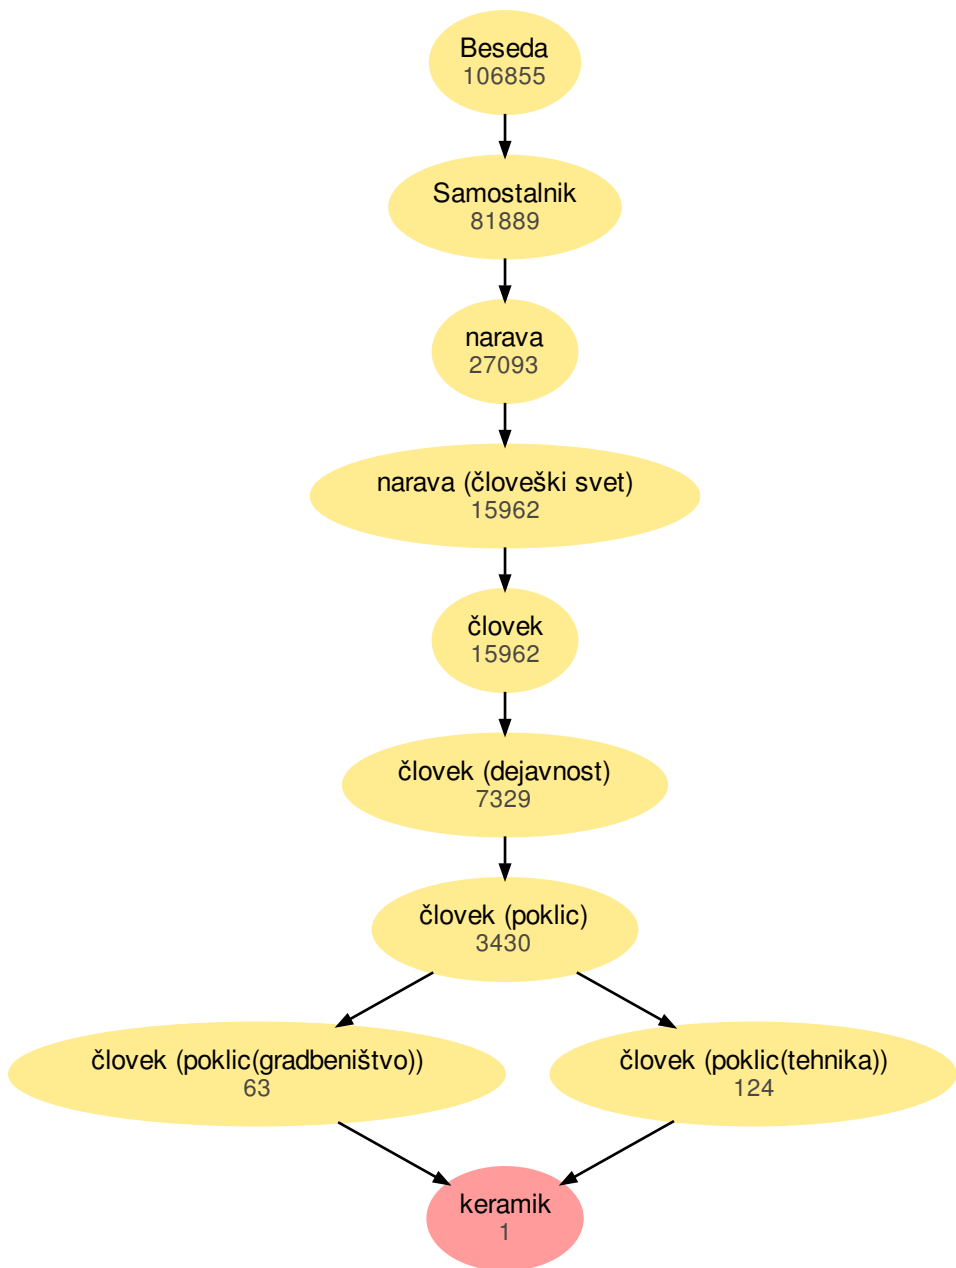 Beseda
106855
Samostalnik
81889
narava
27093
narava (človeški svet)
15962
človek
15962
človek (dejavnost)
7329
človek (poklic)
3430
človek (poklic(gradbeništvo))
63
človek (poklic(tehnika))
124
keramik
1